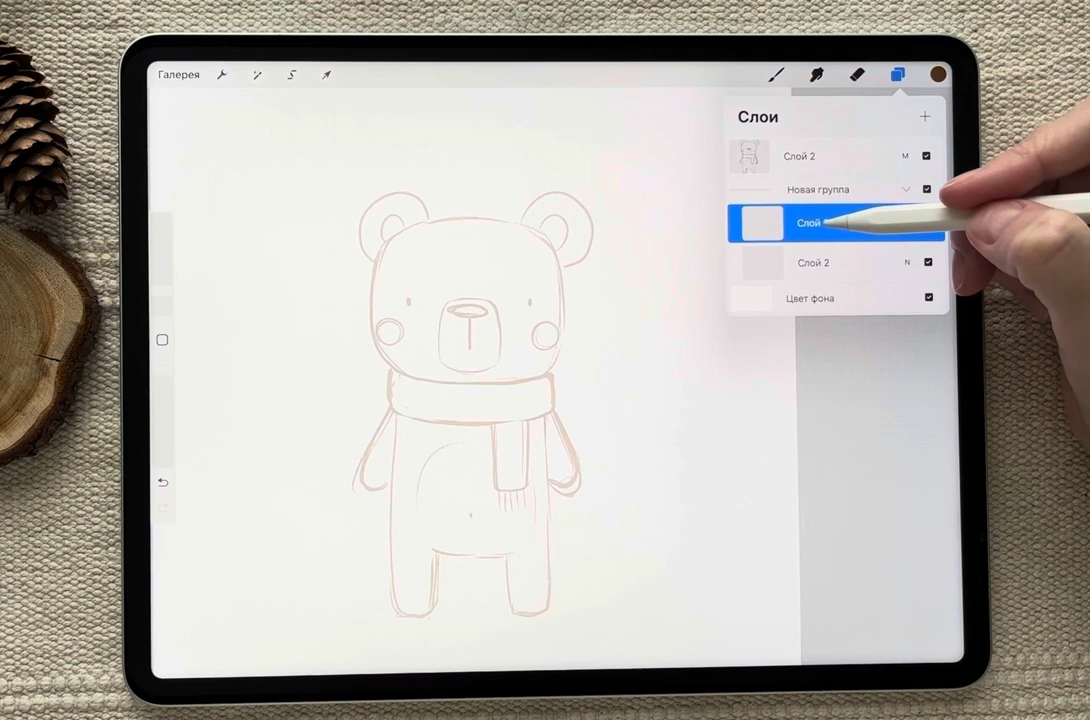 Галерея
Слои
Слой 2 M
Новая группа
Слой
Слой 2 N
Цвет фона